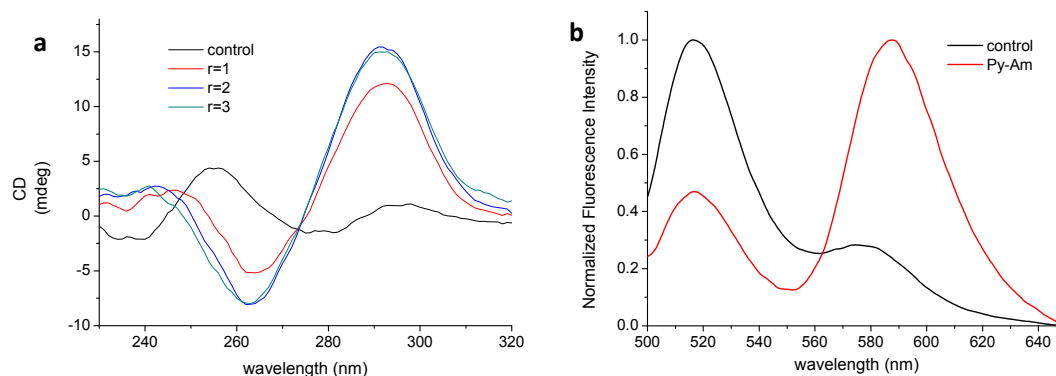 a
control
r=1
r=2
r=3
15
10
5
0
-5
-10
CD
(mdeg)
240 260 280 300 320
wavelength (nm)
b
control
Py-Am
1.0
0.8
0.6
0.4
0.2
0.0
Normalized Fluorescence Intensity
500 520 540 560 580 600 620 640
wavelength (nm)